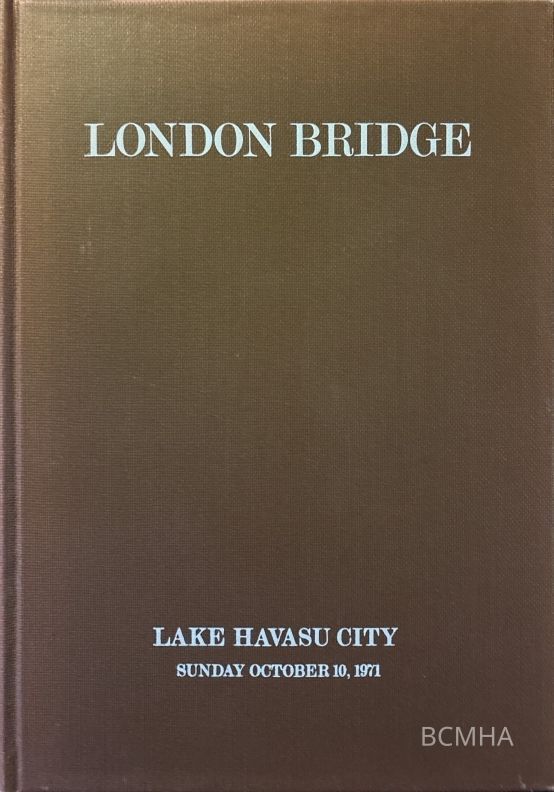 LONDON BRIDGE
LAKE HAVASU CITY
SUNDAY OCTOBER 10, 1971
BCMHA